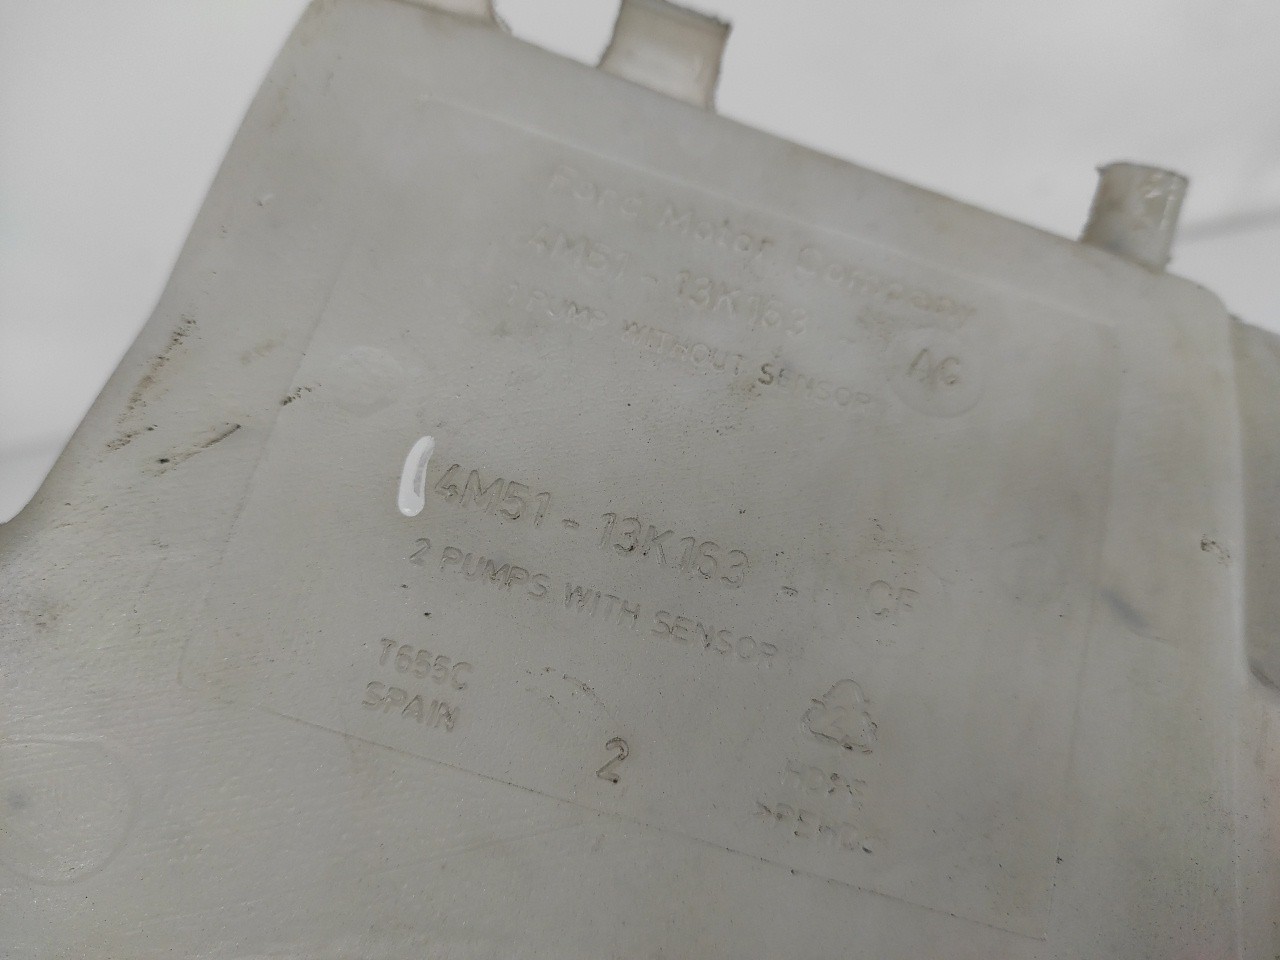 Ford Motor Company
4M51 - 13K163
AG
1 PUMP WITHOUT SENSOR
4M51 - 13K163 - CF
2 PUMPS WITH SENSOR
T655C
SPAIN
2
HDPE